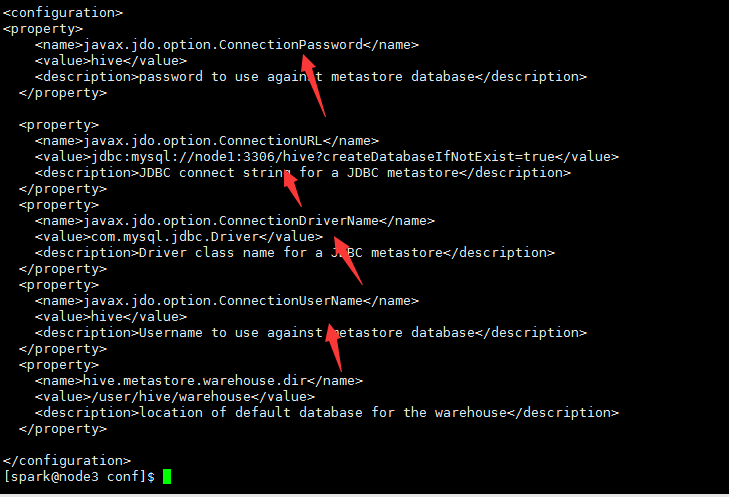 <configuration>
<property>
    <name>javax.jdo.option.ConnectionPassword</name>
    <value>hive</value>
    <description>password to use against metastore database</description>
  </property>

  <property>
    <name>javax.jdo.option.ConnectionURL</name>
    <value>jdbc:mysql://node1:3306/hive?createDatabaseIfNotExist=true</value>
    <description>JDBC connect string for a JDBC metastore</description>
  </property>
  <property>
    <name>javax.jdo.option.ConnectionDriverName</name>
    <value>com.mysql.jdbc.Driver</value>
    <description>Driver class name for a JDBC metastore</description>
  </property>
  <property>
    <name>javax.jdo.option.ConnectionUserName</name>
    <value>hive</value>
    <description>Username to use against metastore database</description>
  </property>
  <property>
    <name>hive.metastore.warehouse.dir</name>
    <value>/user/hive/warehouse</value>
    <description>location of default database for the warehouse</description>
  </property>

</configuration>
[spark@node3 conf]$